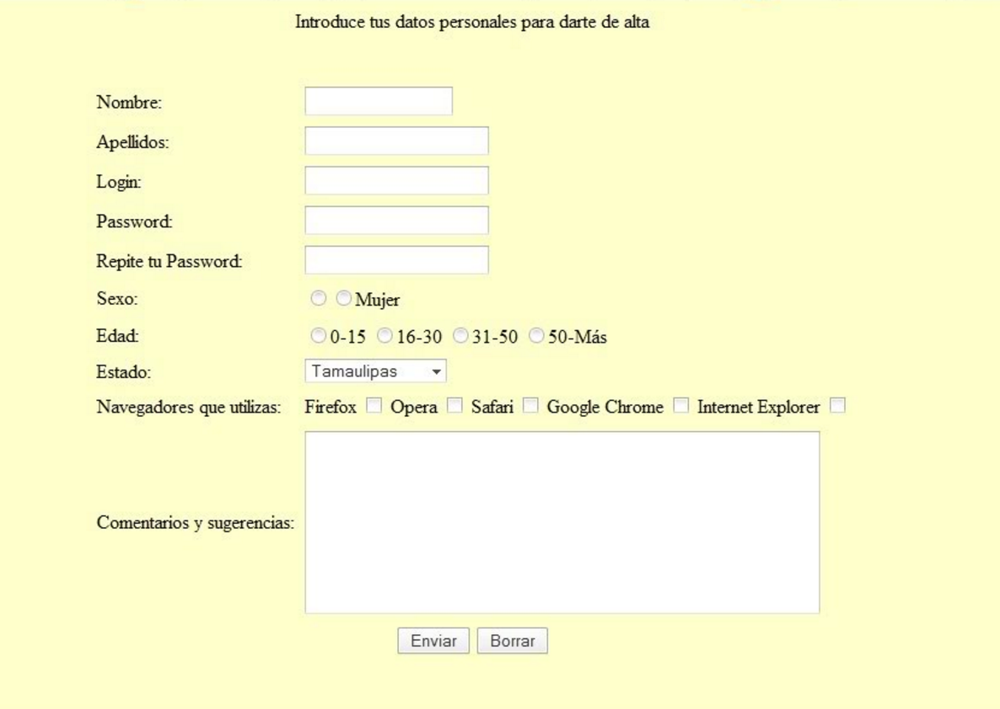 Introduce tus datos personales para darte de alta
Nombre:
Apellidos:
Login:
Password:
Repite tu Password:
Sexo: Mujer
Edad: 0-15 16-30 31-50 50-Más
Estado: Tamaulipas
Navegadores que utilizas: Firefox Opera Safari Google Chrome Internet Explorer
Comentarios y sugerencias:
Enviar Borrar